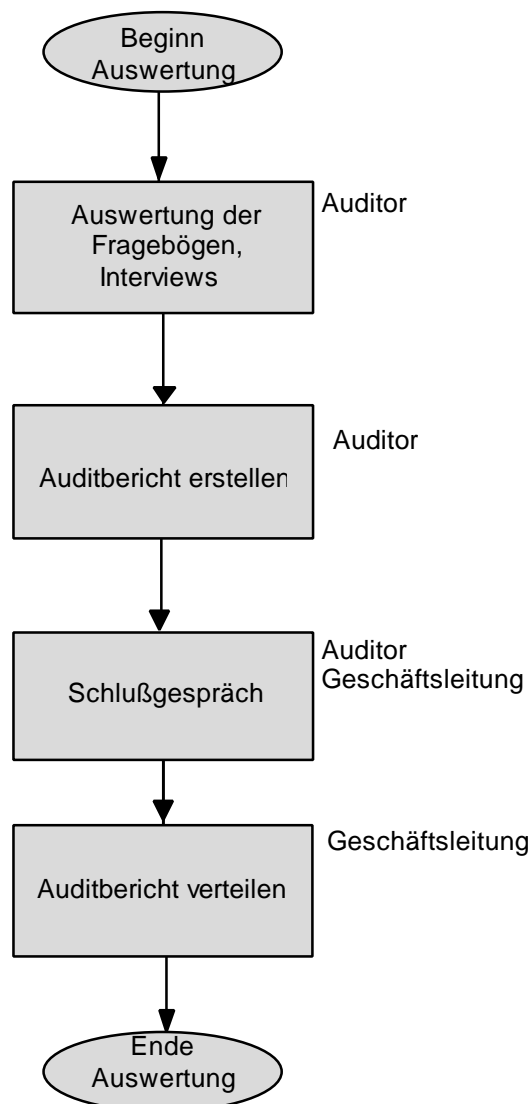 Beginn
Auswertung
Auswertung der
Fragebögen,
Interviews
Auditor
Auditbericht erstellen
Auditor
Schlußgespräch
Auditor
Geschäftsleitung
Auditbericht verteilen
Geschäftsleitung
Ende
Auswertung